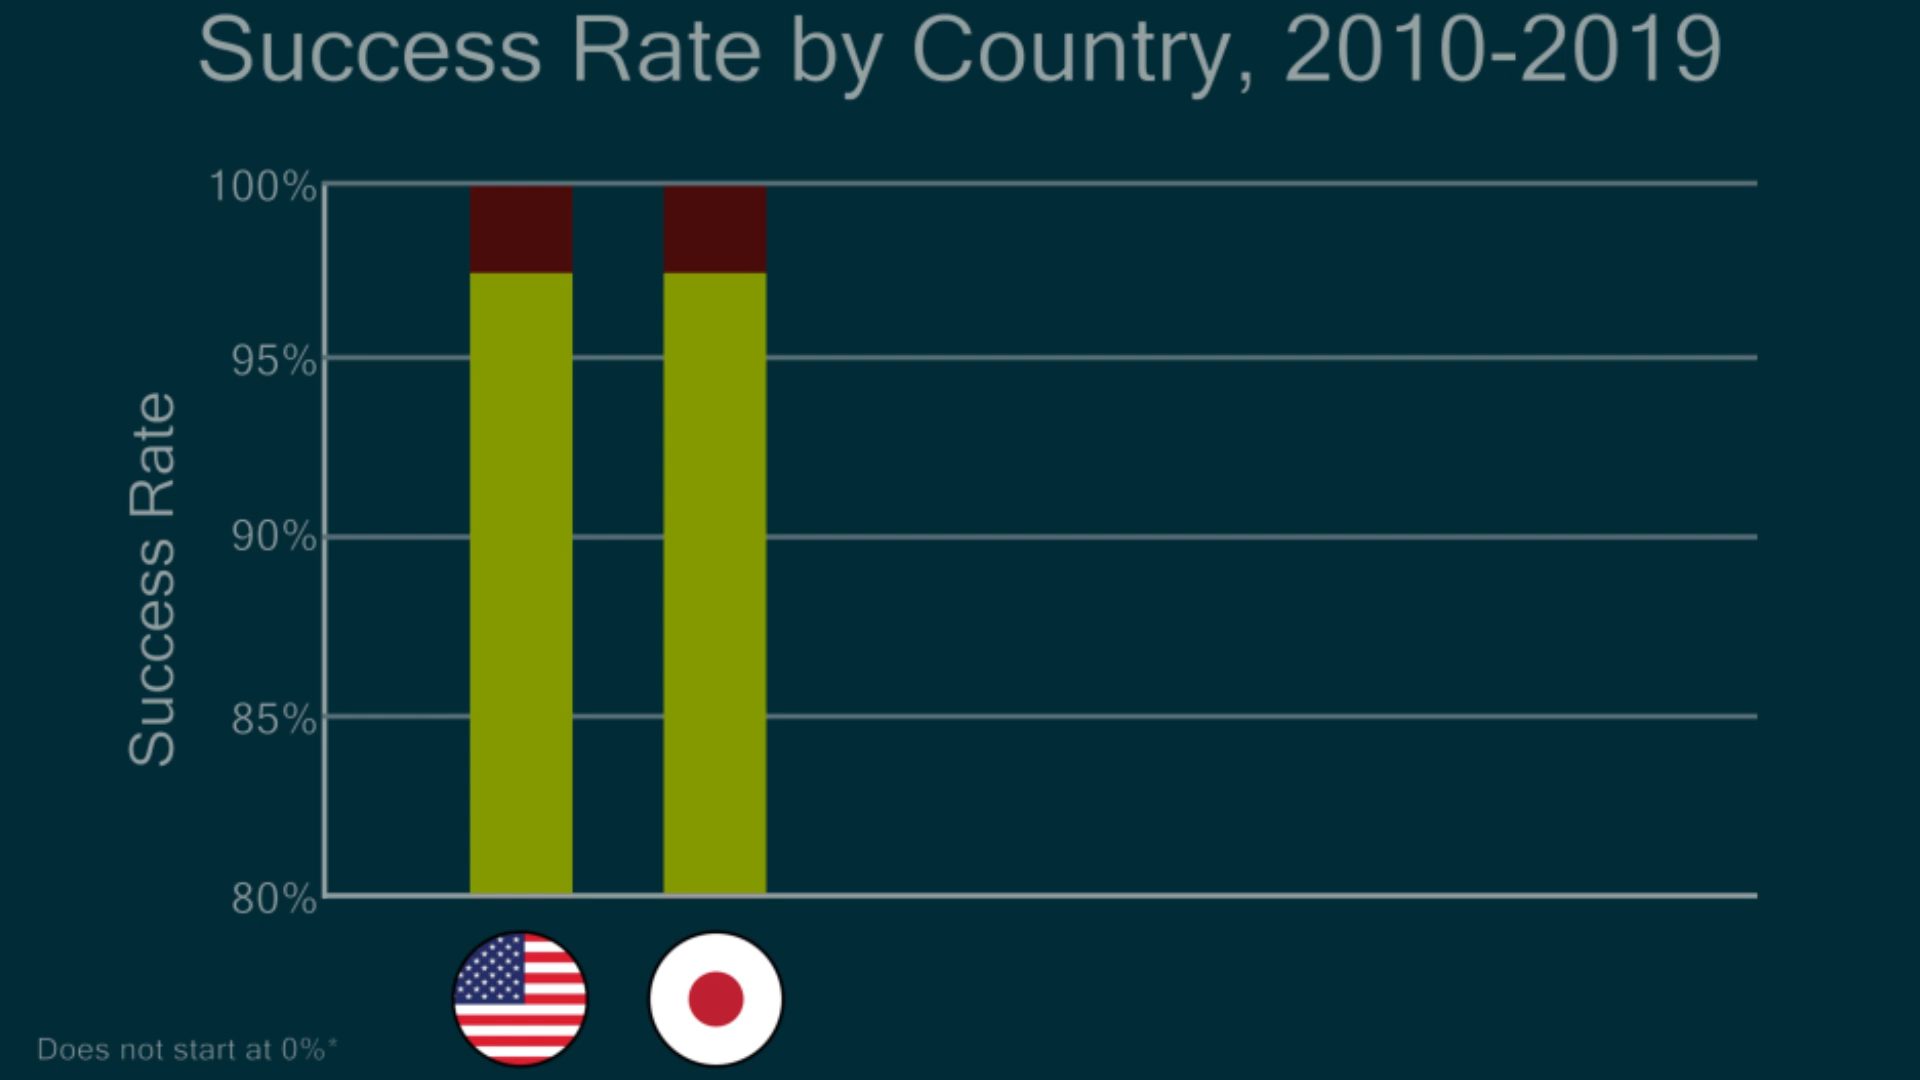 Success Rate by Country, 2010-2019
100%
95%
90%
85%
80%
Success Rate
Does not start at 0%*